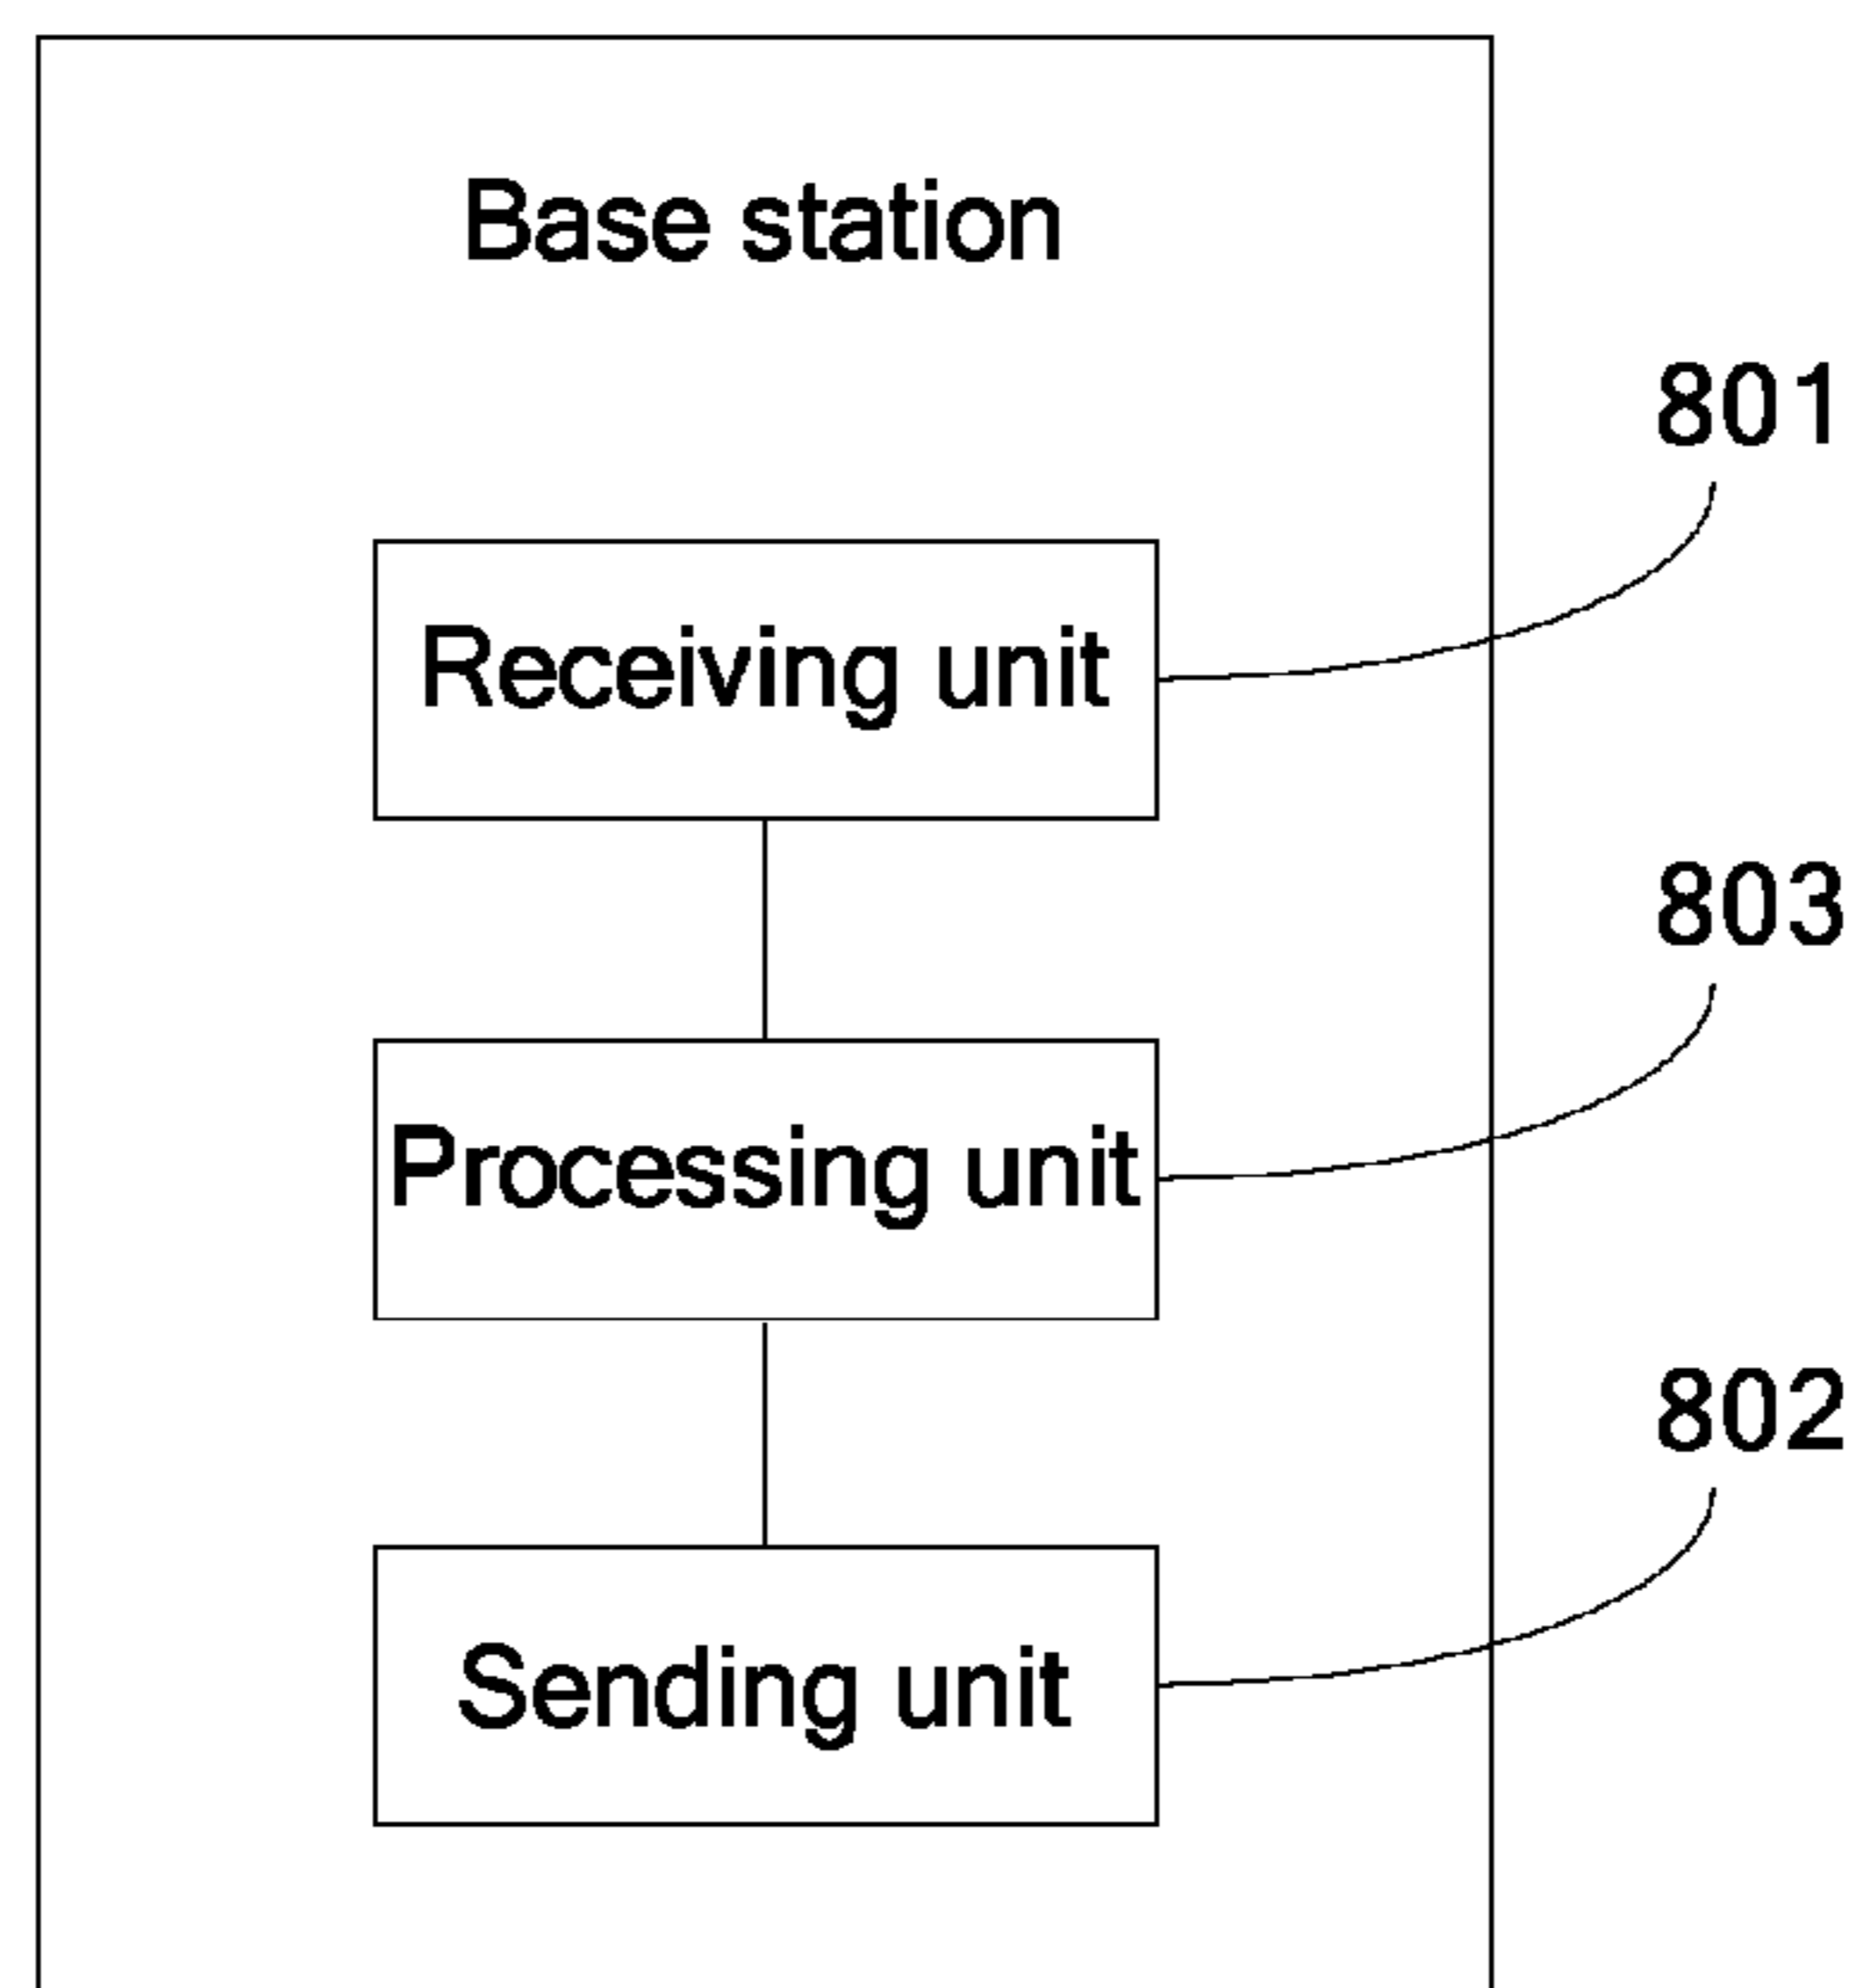 Base station
801
Receiving unit
803
Processing unit
802
Sending unit